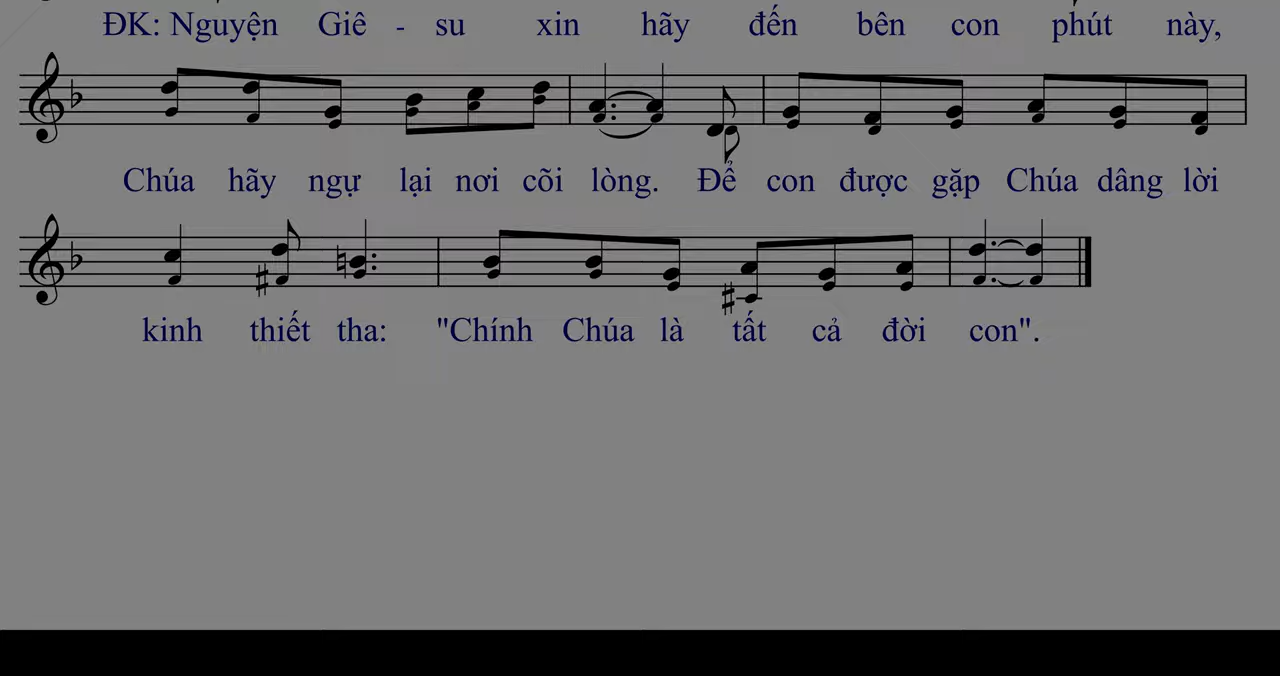 ĐK: Nguyện Giê - su xin hãy đến bên con phút này,
Chúa hãy ngự lại nơi cõi lòng. Để con được gặp Chúa dâng lời
kinh thiết tha: "Chính Chúa là tất cả đời con".